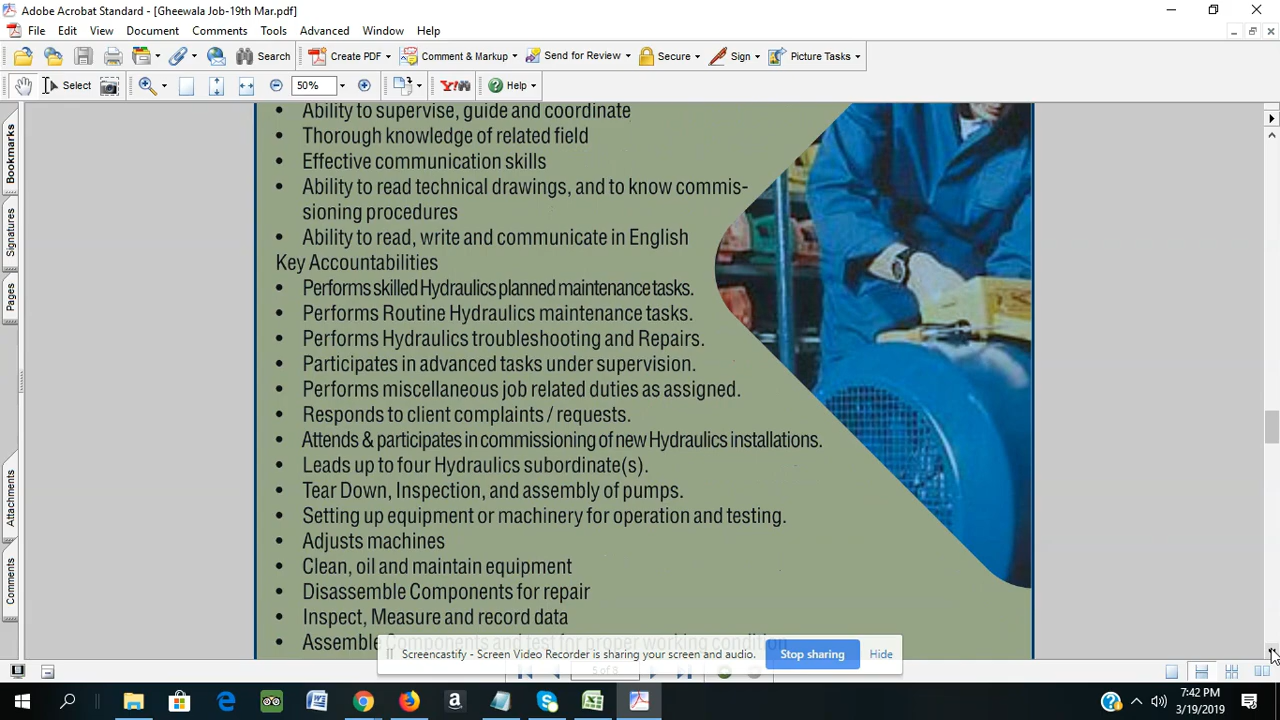 Adobe Acrobat Standard - [Gheewala Job-19th Mar.pdf]
File Edit View Document Comments Tools Advanced Window Help
Search Create PDF Comment & Markup Send for Review Secure Sign Picture Tasks
Select 50% Y! Help
Bookmarks
Signatures
Pages
Attachments
Comments
• Ability to supervise, guide and coordinate
• Thorough knowledge of related field
• Effective communication skills
• Ability to read technical drawings, and to know commis-
sioning procedures
• Ability to read, write and communicate in English
Key Accountabilities
• Performs skilled Hydraulics planned maintenance tasks.
• Performs Routine Hydraulics maintenance tasks.
• Performs Hydraulics troubleshooting and Repairs.
• Participates in advanced tasks under supervision.
• Performs miscellaneous job related duties as assigned.
• Responds to client complaints / requests.
• Attends & participates in commissioning of new Hydraulics installations.
• Leads up to four Hydraulics subordinate(s).
• Tear Down, Inspection, and assembly of pumps.
• Setting up equipment or machinery for operation and testing.
• Adjusts machines
• Clean, oil and maintain equipment
• Disassemble Components for repair
• Inspect, Measure and record data
• Assemble Components and test for proper working condition
Screencastify - Screen Video Recorder is sharing your screen and audio. Stop sharing Hide
7:42 PM
3/19/2019